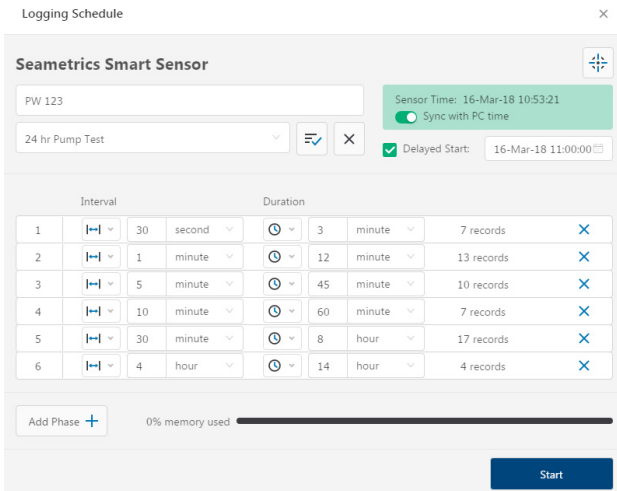 Logging Schedule
Seametrics Smart Sensor
PW 123
Sensor Time: 16-Mar-18 10:53:21
Sync with PC time
24 hr Pump Test
Delayed Start: 16-Mar-18 11:00:00
Interval Duration
1 30 second 3 minute 7 records
2 1 minute 12 minute 13 records
3 5 minute 45 minute 10 records
4 10 minute 60 minute 7 records
5 30 minute 8 hour 17 records
6 4 hour 14 hour 4 records
Add Phase 0% memory used
Start